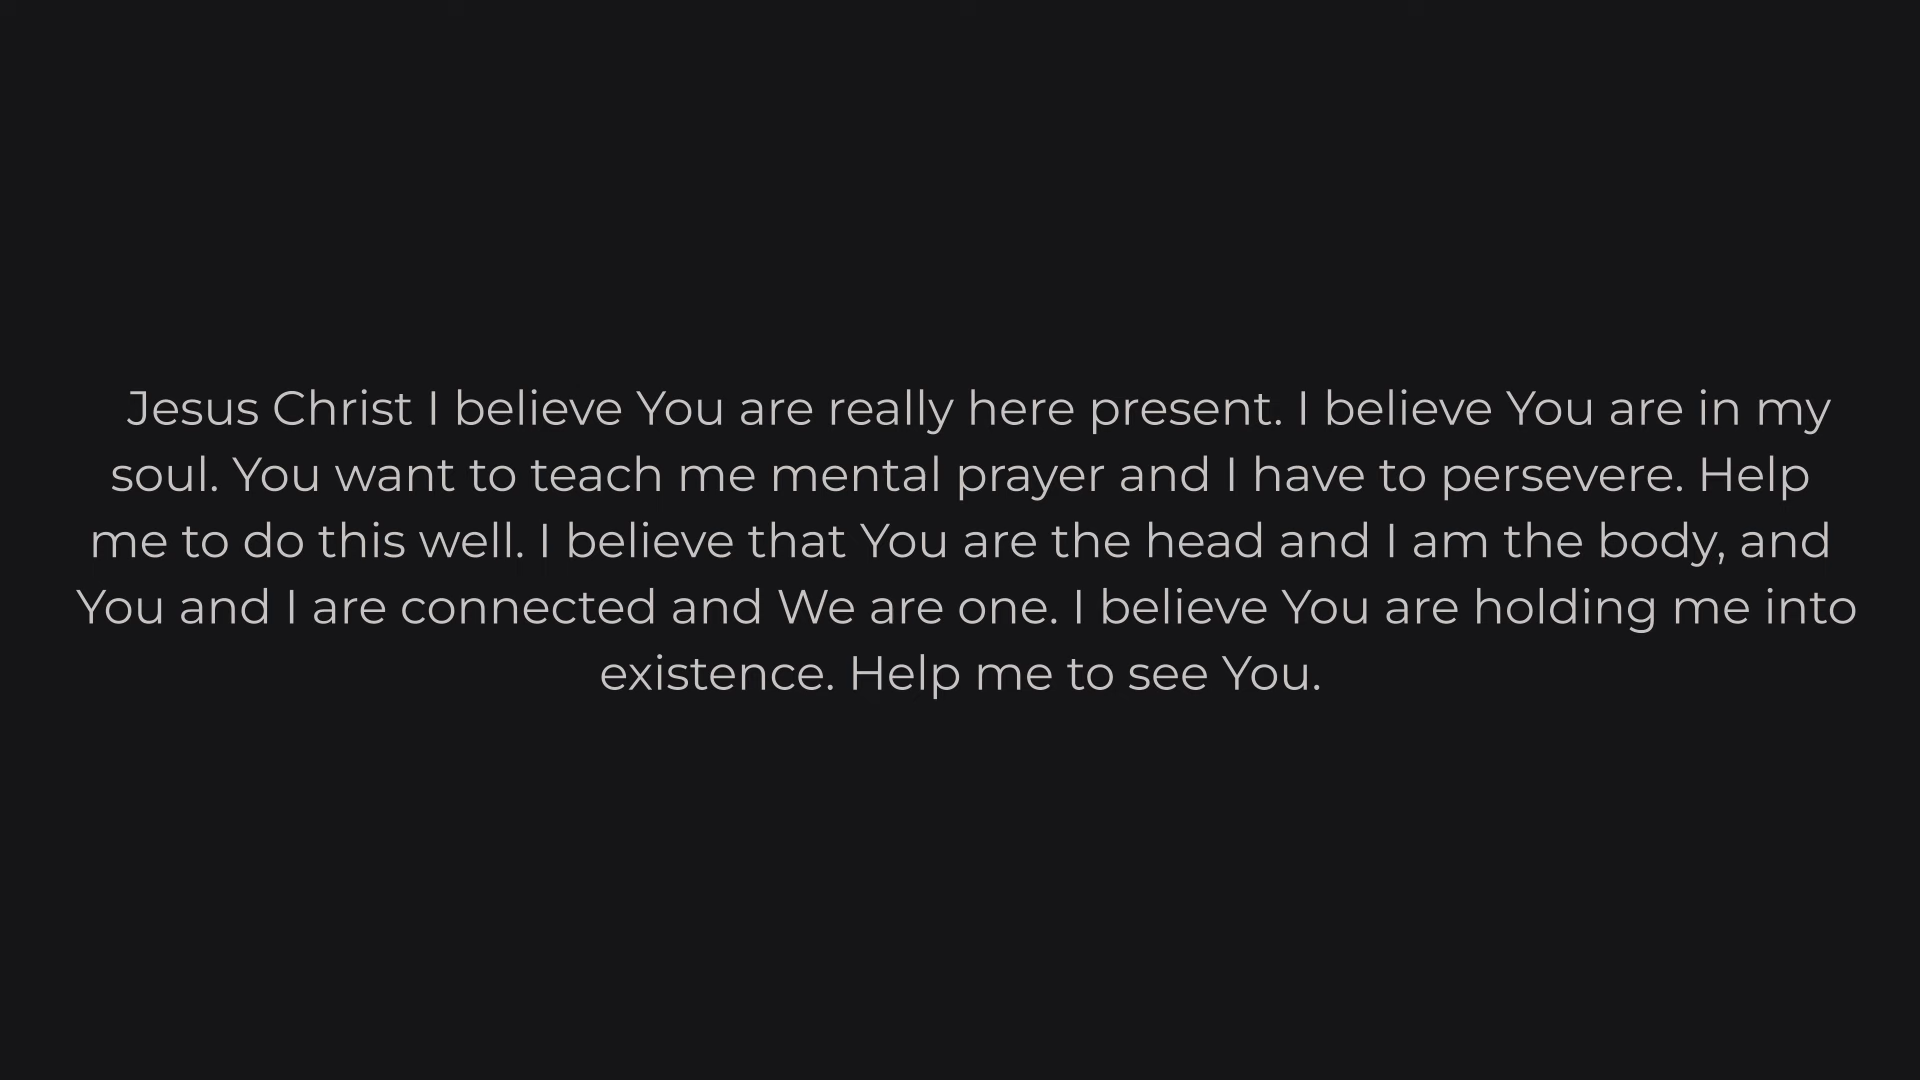 Jesus Christ I believe You are really here present. I believe You are in my
soul. You want to teach me mental prayer and I have to persevere. Help
me to do this well. I believe that You are the head and I am the body, and
You and I are connected and We are one. I believe You are holding me into
existence. Help me to see You.